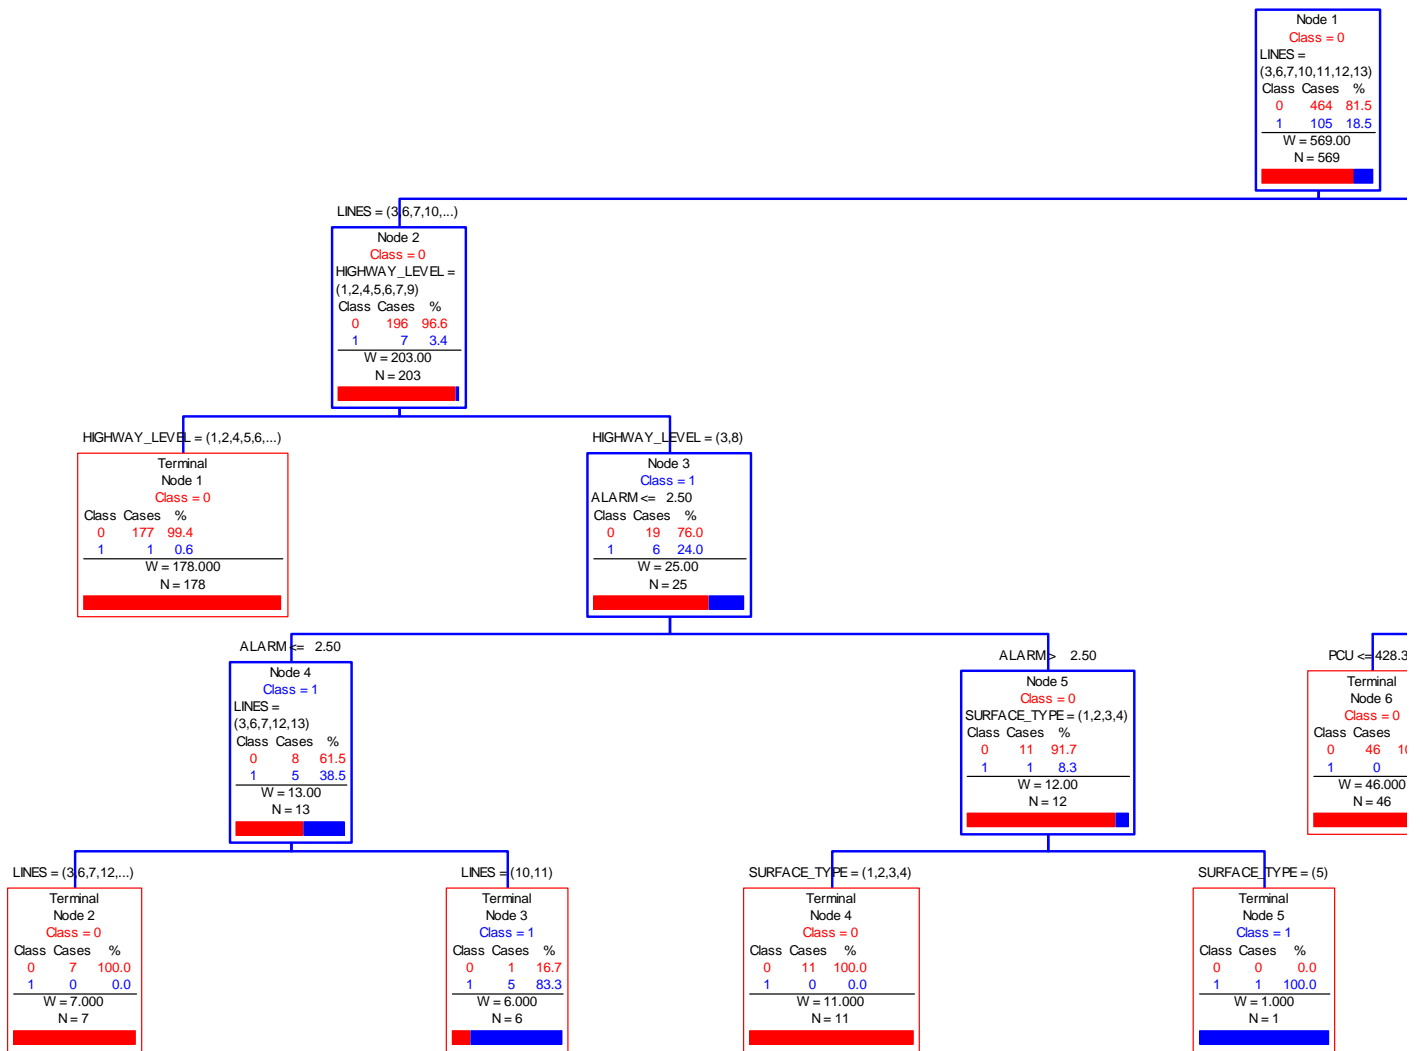 Node 1
Class = 0
LINES =
(3,6,7,10,11,12,13)
Class Cases %
0 464 81.5
1 105 18.5
W = 569.00
N = 569
LINES = (3,6,7,10,...)
Node 2
Class = 0
HIGHWAY_LEVEL =
(1,2,4,5,6,7,9)
Class Cases %
0 196 96.6
1 7 3.4
W = 203.00
N = 203
HIGHWAY_LEVEL = (1,2,4,5,6,...)
Terminal
Node 1
Class = 0
Class Cases %
0 177 99.4
1 1 0.6
W = 178.000
N = 178
HIGHWAY_LEVEL = (3,8)
Node 3
Class = 1
ALARM <= 2.50
Class Cases %
0 19 76.0
1 6 24.0
W = 25.00
N = 25
ALARM <= 2.50
Node 4
Class = 1
LINES =
(3,6,7,12,13)
Class Cases %
0 8 61.5
1 5 38.5
W = 13.00
N = 13
ALARM > 2.50
Node 5
Class = 0
SURFACE_TYPE = (1,2,3,4)
Class Cases %
0 11 91.7
1 1 8.3
W = 12.00
N = 12
PCU <= 428.3
Terminal
Node 6
Class = 0
Class Cases
0 46 10
1 0
W = 46.000
N = 46
LINES = (3,6,7,12,...)
Terminal
Node 2
Class = 0
Class Cases %
0 7 100.0
1 0 0.0
W = 7.000
N = 7
LINES = (10,11)
Terminal
Node 3
Class = 1
Class Cases %
0 1 16.7
1 5 83.3
W = 6.000
N = 6
SURFACE_TYPE = (1,2,3,4)
Terminal
Node 4
Class = 0
Class Cases %
0 11 100.0
1 0 0.0
W = 11.000
N = 11
SURFACE_TYPE = (5)
Terminal
Node 5
Class = 1
Class Cases %
0 0 0.0
1 1 100.0
W = 1.000
N = 1